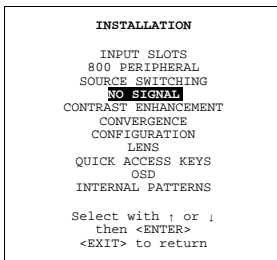 INSTALLATION
INPUT SLOTS
800 PERIPHERAL
SOURCE SWITCHING
NO SIGNAL
CONTRAST ENHANCEMENT
CONVERGENCE
CONFIGURATION
LENS
QUICK ACCESS KEYS
OSD
INTERNAL PATTERNS
Select with ↑ or ↓
then <ENTER>
<EXIT> to return